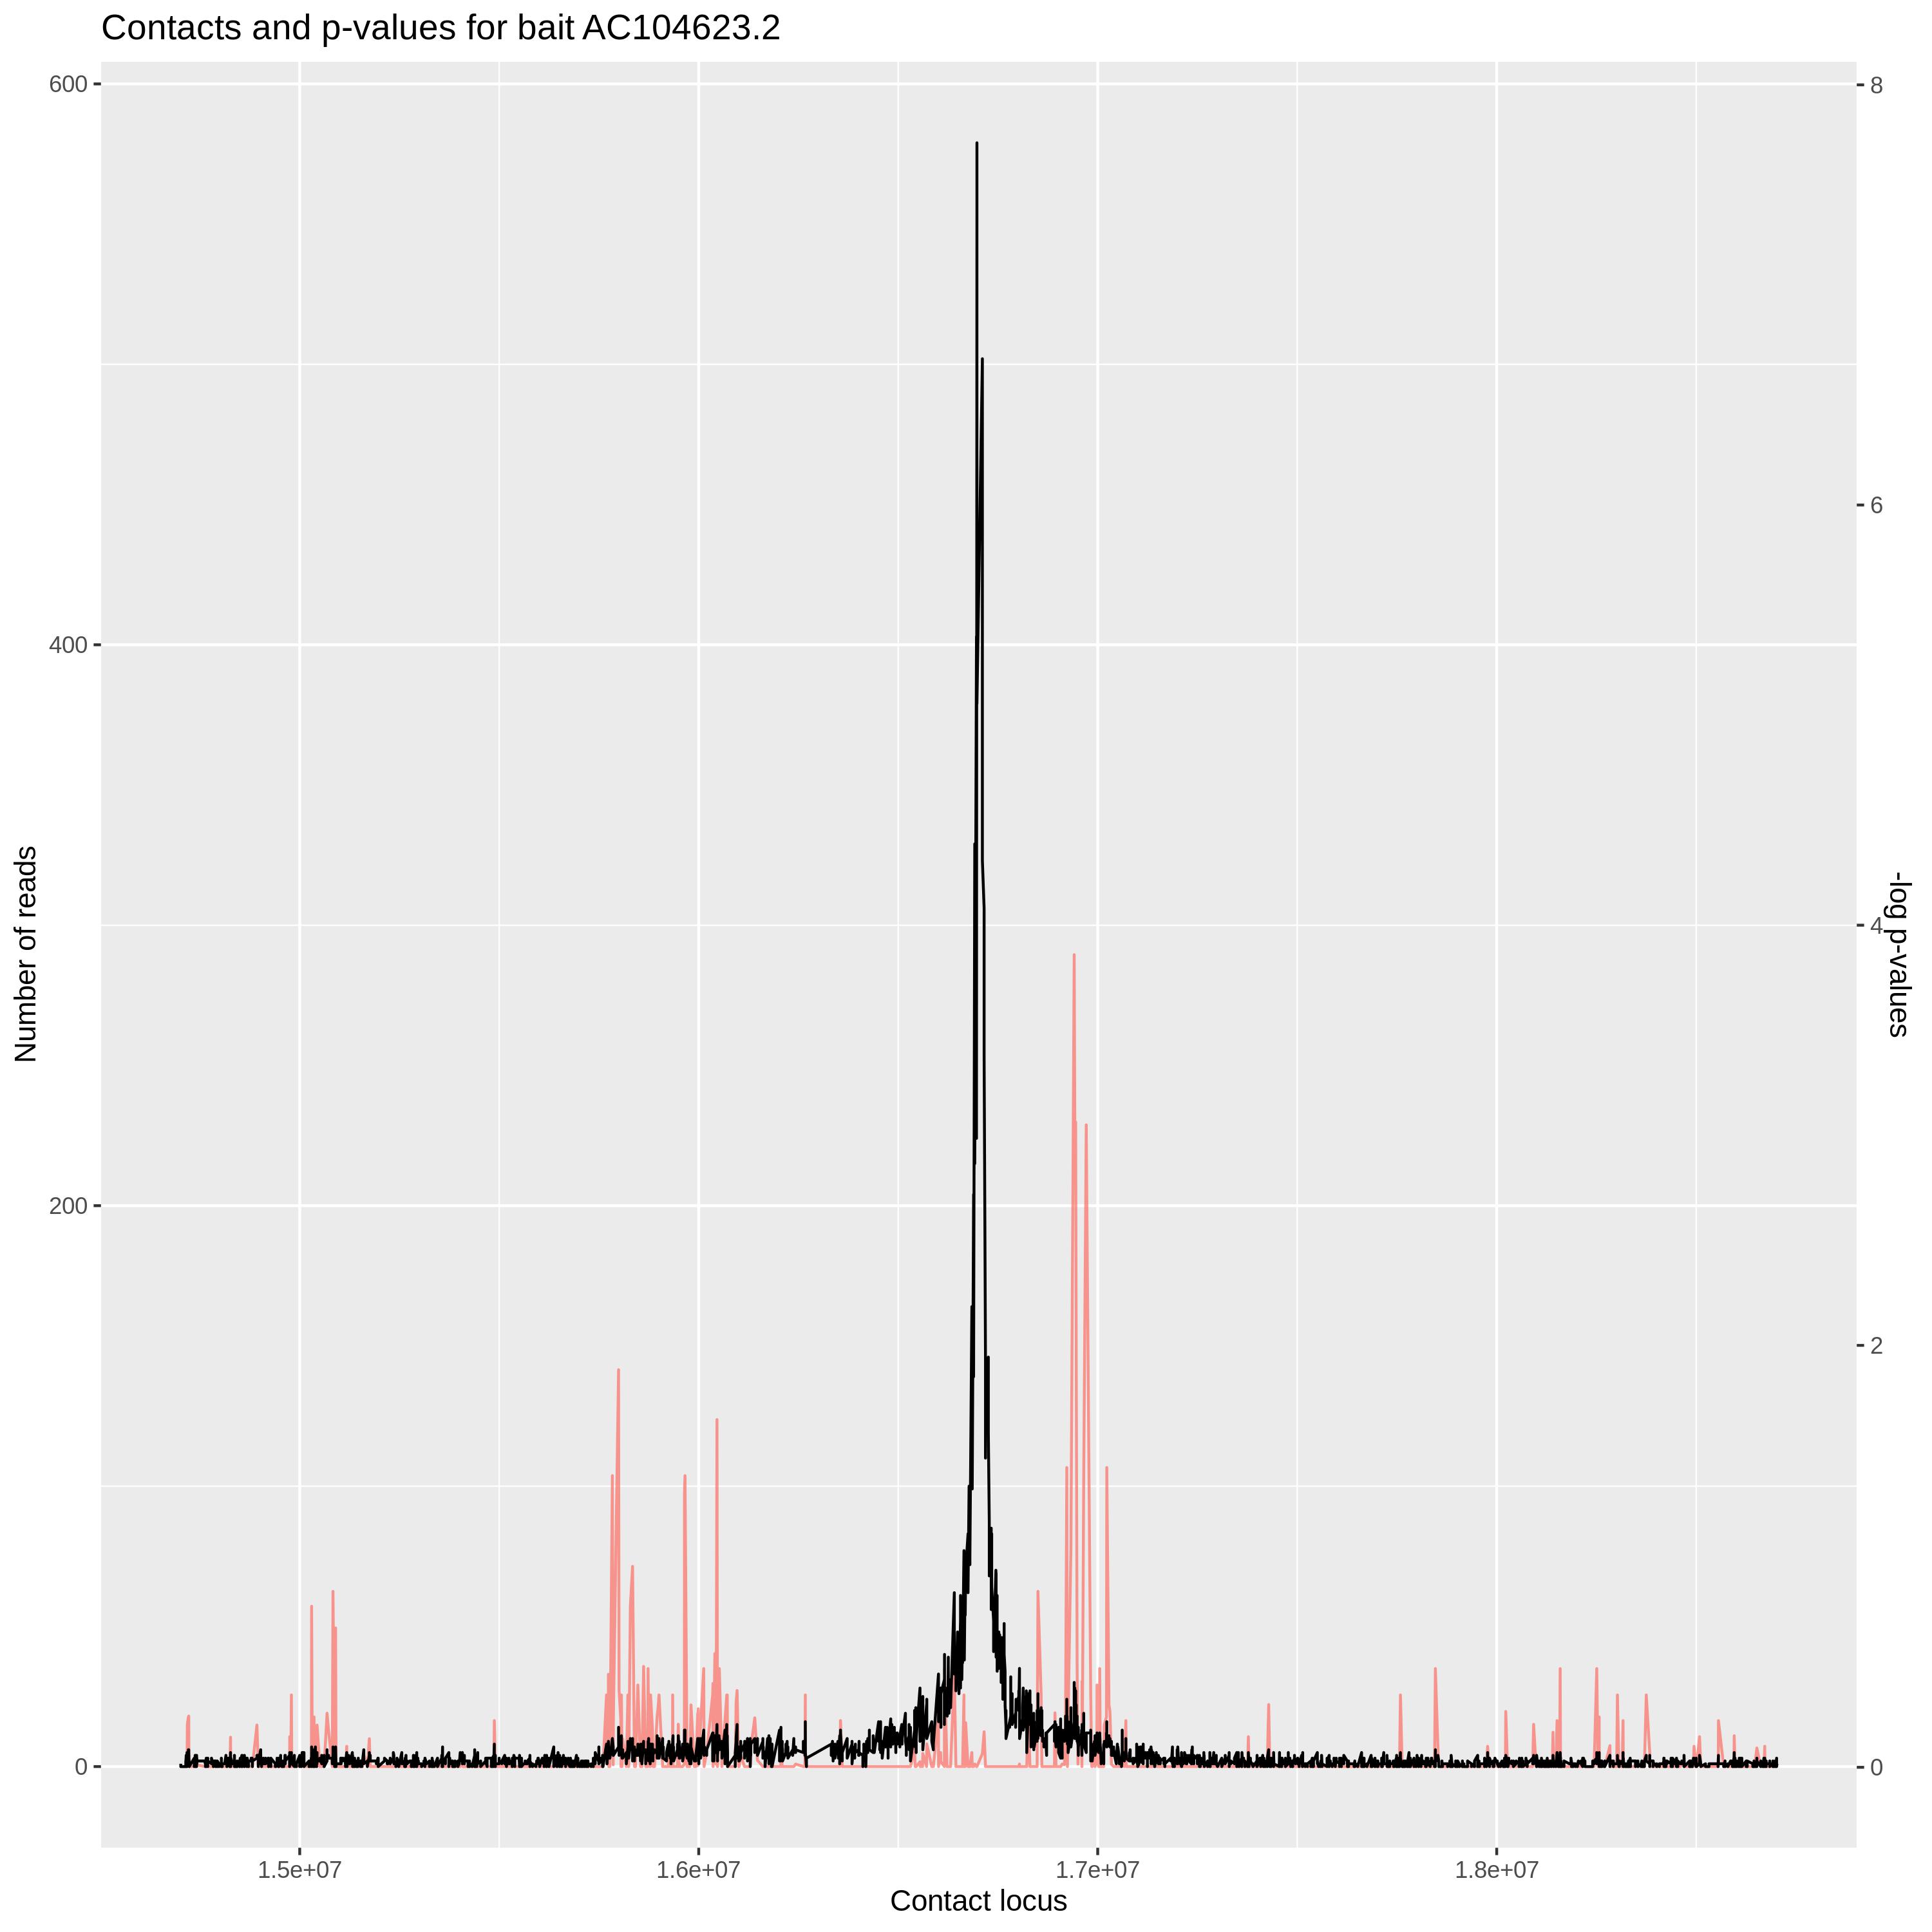 Contacts and p-values for bait AC104623.2
600
400
200
0
Number of reads
8
6
4
2
0
-log p-values
1.5e+07
1.6e+07
1.7e+07
1.8e+07
Contact locus